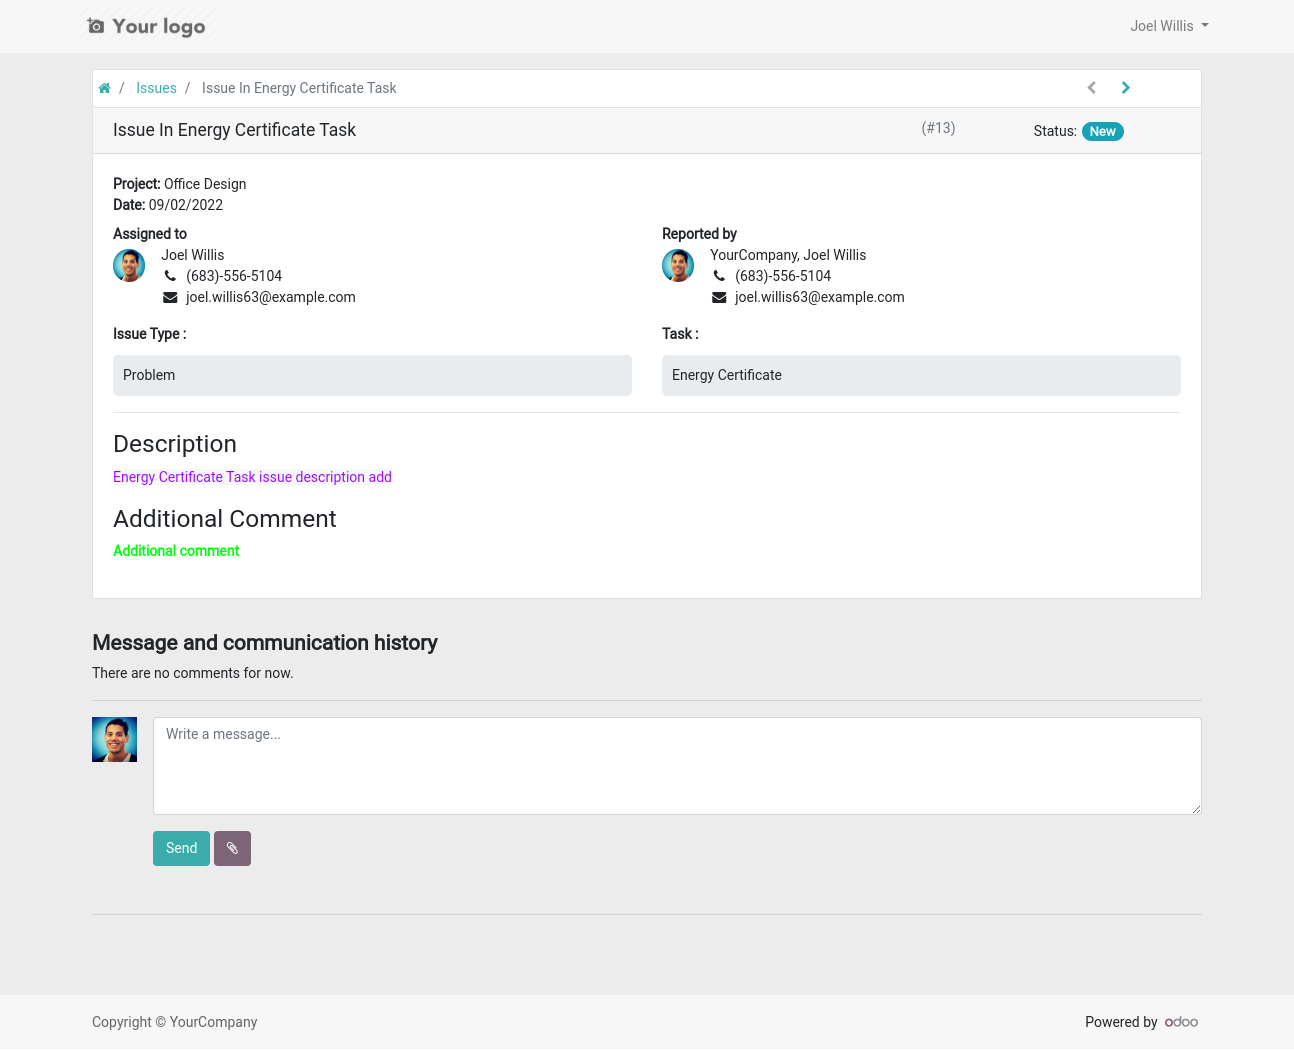 Your logo
Joel Willis
/ Issues / Issue In Energy Certificate Task
Issue In Energy Certificate Task
(#13)
Status: New
Project: Office Design
Date: 09/02/2022
Assigned to
Joel Willis
(683)-556-5104
joel.willis63@example.com
Reported by
YourCompany, Joel Willis
(683)-556-5104
joel.willis63@example.com
Issue Type :
Problem
Task :
Energy Certificate
Description
Energy Certificate Task issue description add
Additional Comment
Additional comment
Message and communication history
There are no comments for now.
Write a message...
Send
Copyright © YourCompany
Powered by odoo